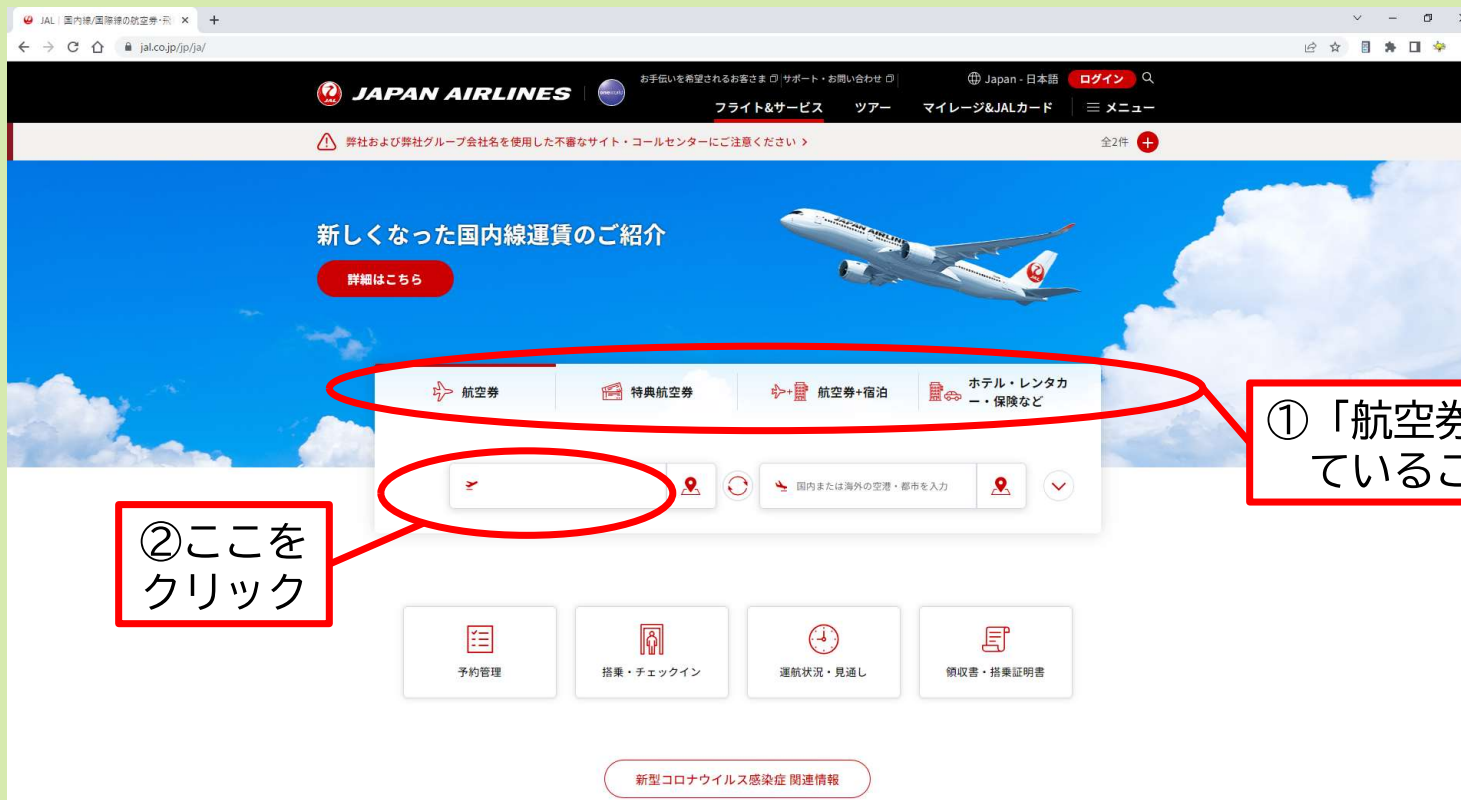 JAL | 国内線/国際線の航空券・飛
jal.co.jp/jp/ja/
JAPAN AIRLINES
oneworld
お手伝いを希望されるお客さま サポート・お問い合わせ
Japan - 日本語 ログイン
フライト&サービス ツアー マイレージ&JALカード メニュー
弊社および弊社グループ会社名を使用した不審なサイト・コールセンターにご注意ください 全2件
新しくなった国内線運賃のご紹介
詳細はこちら
JAPAN AIRLINES
航空券 特典航空券 航空券+宿泊 ホテル・レンタカ
ー・保険など
①「航空券
ているこ
国内または海外の空港・都市を入力
②ここを
クリック
予約管理 搭乗・チェックイン 運航状況・見通し 領収書・搭乗証明書
新型コロナウイルス感染症 関連情報